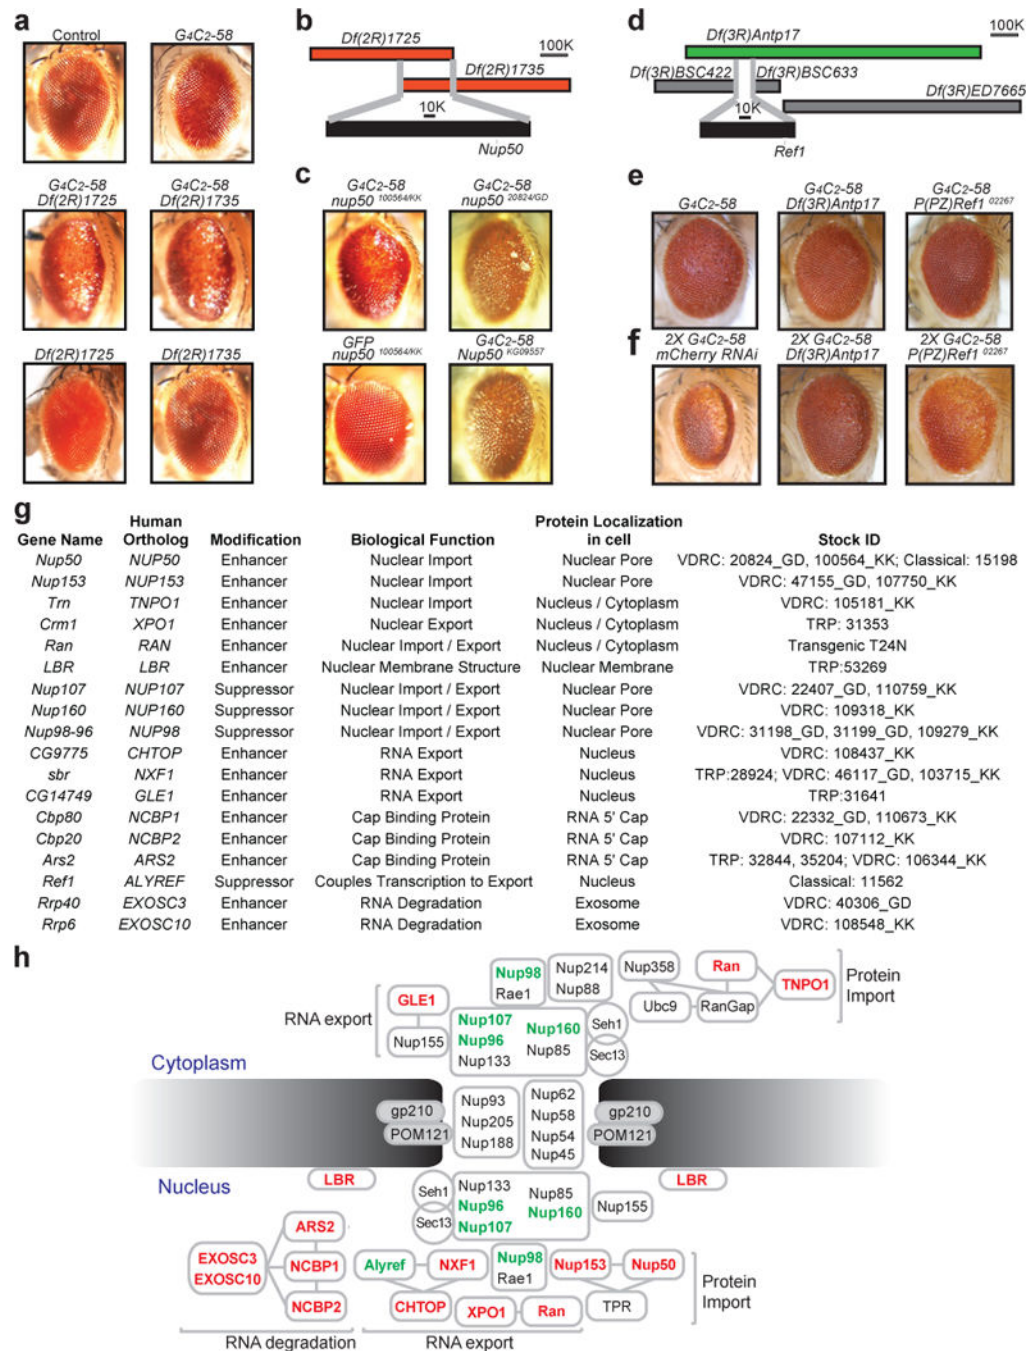 a
Control
G4C2-58
G4C2-58
Df(2R)1725
G4C2-58
Df(2R)1735
Df(2R)1725
Df(2R)1735
b
Df(2R)1725
100K
Df(2R)1735
10K
Nup50
c
G4C2-58
nup50 100564/KK
G4C2-58
nup50 20824/GD
GFP
nup50 100564/KK
G4C2-58
Nup50 KG09557
d
Df(3R)Antp17
100K
Df(3R)BSC422
Df(3R)BSC633
Df(3R)ED7665
10K
Ref1
e
G4C2-58
G4C2-58
Df(3R)Antp17
G4C2-58
P(PZ)Ref1 02267
f
2X G4C2-58
mCherry RNAi
2X G4C2-58
Df(3R)Antp17
2X G4C2-58
P(PZ)Ref1 02267
g
Gene Name Human Ortholog Modification Biological Function Protein Localization in cell Stock ID
Nup50 NUP50 Enhancer Nuclear Import Nuclear Pore VDRC: 20824_GD, 100564_KK; Classical: 15198
Nup153 NUP153 Enhancer Nuclear Import Nuclear Pore VDRC: 47155_GD, 107750_KK
Trn TNPO1 Enhancer Nuclear Import Nucleus / Cytoplasm VDRC: 105181_KK
Crm1 XPO1 Enhancer Nuclear Export Nucleus / Cytoplasm TRP: 31353
Ran RAN Enhancer Nuclear Import / Export Nucleus / Cytoplasm Transgenic T24N
LBR LBR Enhancer Nuclear Membrane Structure Nuclear Membrane TRP:53269
Nup107 NUP107 Suppressor Nuclear Import / Export Nuclear Pore VDRC: 22407_GD, 110759_KK
Nup160 NUP160 Suppressor Nuclear Import / Export Nuclear Pore VDRC: 109318_KK
Nup98-96 NUP98 Suppressor Nuclear Import / Export Nuclear Pore VDRC: 31198_GD, 31199_GD, 109279_KK
CG9775 CHTOP Enhancer RNA Export Nucleus VDRC: 108437_KK
sbr NXF1 Enhancer RNA Export Nucleus TRP:28924; VDRC: 46117_GD, 103715_KK
CG14749 GLE1 Enhancer RNA Export Nucleus TRP:31641
Cbp80 NCBP1 Enhancer Cap Binding Protein RNA 5' Cap VDRC: 22332_GD, 110673_KK
Cbp20 NCBP2 Enhancer Cap Binding Protein RNA 5' Cap VDRC: 107112_KK
Ars2 ARS2 Enhancer Cap Binding Protein RNA 5' Cap TRP: 32844, 35204; VDRC: 106344_KK
Ref1 ALYREF Suppressor Couples Transcription to Export Nucleus Classical: 11562
Rrp40 EXOSC3 Enhancer RNA Degradation Exosome VDRC: 40306_GD
Rrp6 EXOSC10 Enhancer RNA Degradation Exosome VDRC: 108548_KK
h
RNA export
GLE1
Nup155
Nup98
Rae1
Nup214
Nup88
Nup107
Nup96
Nup133
Nup160
Nup85
Seh1
Sec13
Nup358
Ran
Ubc9
RanGap
TNPO1
Protein
Import
Cytoplasm
gp210
POM121
Nup93
Nup205
Nup188
Nup62
Nup58
Nup54
Nup45
gp210
POM121
Nucleus
LBR
Seh1
Sec13
Nup133
Nup96
Nup107
Nup85
Nup160
Nup155
LBR
EXOSC3
EXOSC10
ARS2
NCBP1
NCBP2
RNA degradation
Alyref
NXF1
CHTOP
XPO1
Ran
Nup98
Rae1
Nup153
Nup50
TPR
RNA export
Protein
Import